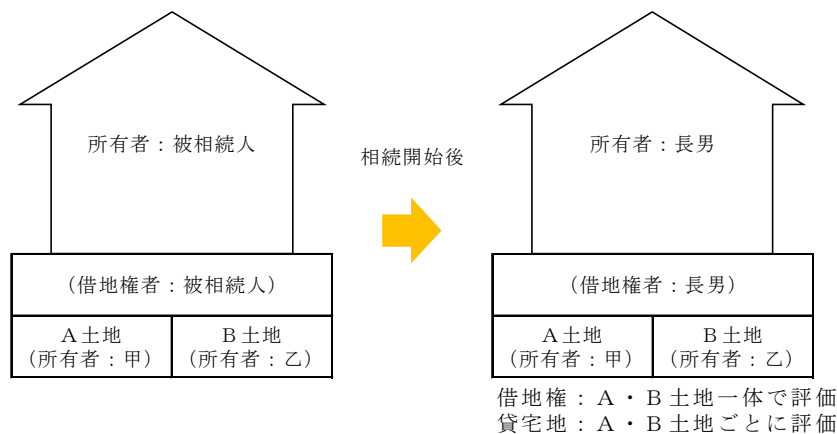 所有者：被相続人
相続開始後
所有者：長男
（借地権者：被相続人）
（借地権者：長男）
Ａ土地
（所有者：甲）
Ｂ土地
（所有者：乙）
Ａ土地
（所有者：甲）
Ｂ土地
（所有者：乙）
借地権：Ａ・Ｂ土地一体で評価
貸宅地：Ａ・Ｂ土地ごとに評価